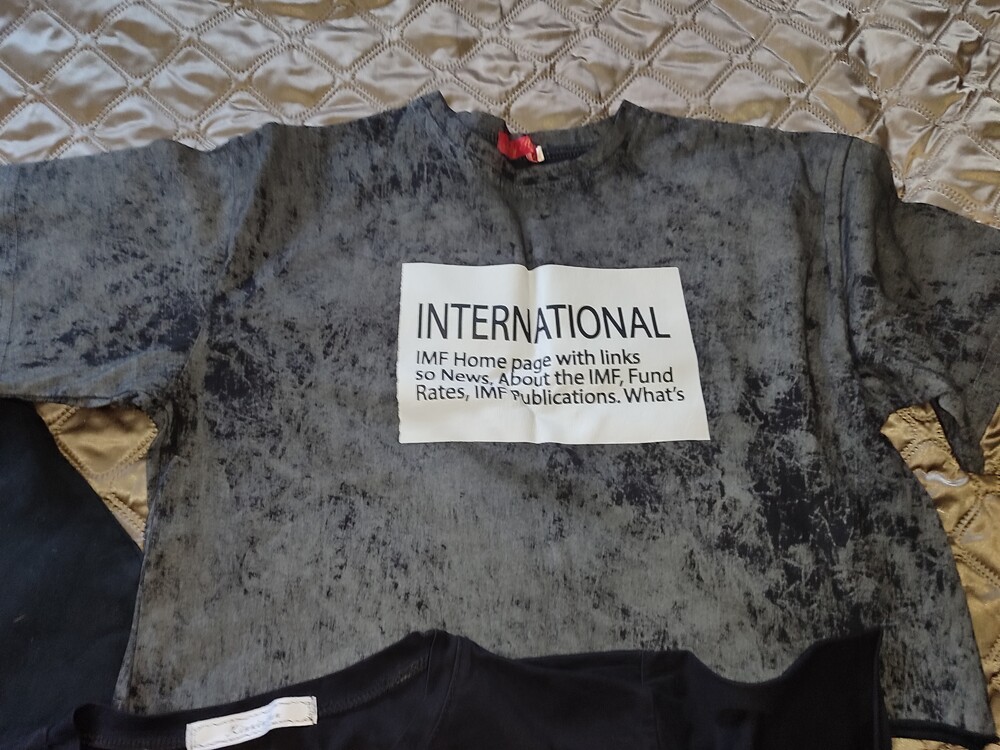 INTERNATIONAL
IMF Home page with links
so News, About the IMF, Fund
Rates, IMF Publications. What's